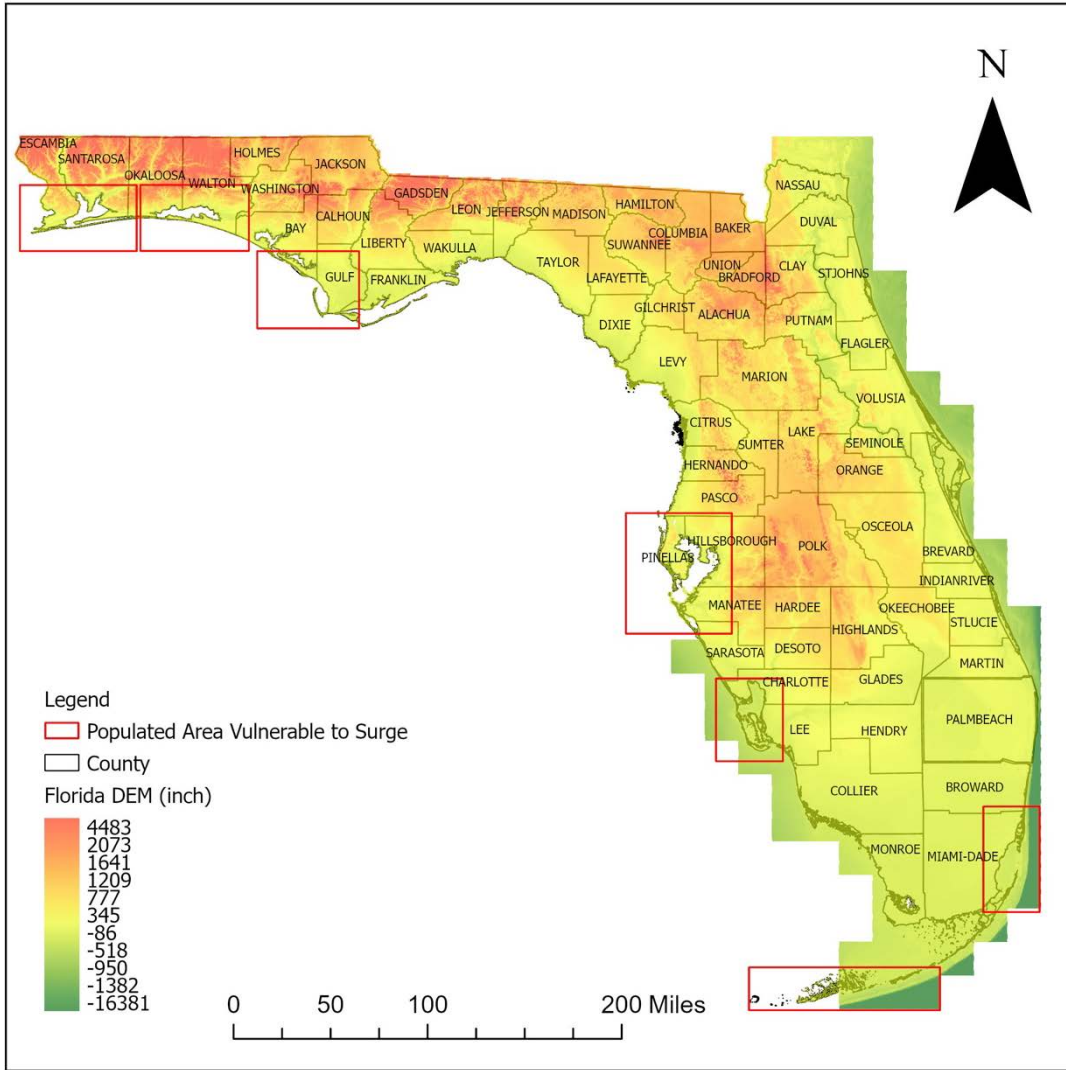 N
ESCAMBIA
SANTAROSA
OKALOOSA
WALTON
HOLMES
JACKSON
WASHINGTON
BAY
CALHOUN
GULF
LIBERTY
FRANKLIN
GADSDEN
LEON
WAKULLA
JEFFERSON
MADISON
TAYLOR
HAMILTON
SUWANNEE
LAFAYETTE
DIXIE
COLUMBIA
BAKER
UNION
BRADFORD
GILCHRIST
ALACHUA
NASSAU
DUVAL
CLAY
STJOHNS
PUTNAM
FLAGLER
LEVY
MARION
VOLUSIA
CITRUS
SUMTER
LAKE
SEMINOLE
HERNANDO
ORANGE
PASCO
OSCEOLA
HILLSBOROUGH
PINELLAS
POLK
BREVARD
INDIANRIVER
MANATEE
HARDEE
OKEECHOBEE
STLUCIE
HIGHLANDS
SARASOTA
DESOTO
MARTIN
CHARLOTTE
GLADES
LEE
HENDRY
PALMBEACH
COLLIER
BROWARD
MONROE
MIAMI-DADE
Legend
Populated Area Vulnerable to Surge
County
Florida DEM (inch)
4483
2073
1641
1209
777
345
-86
-518
-950
-1382
-16381
0 50 100 200 Miles